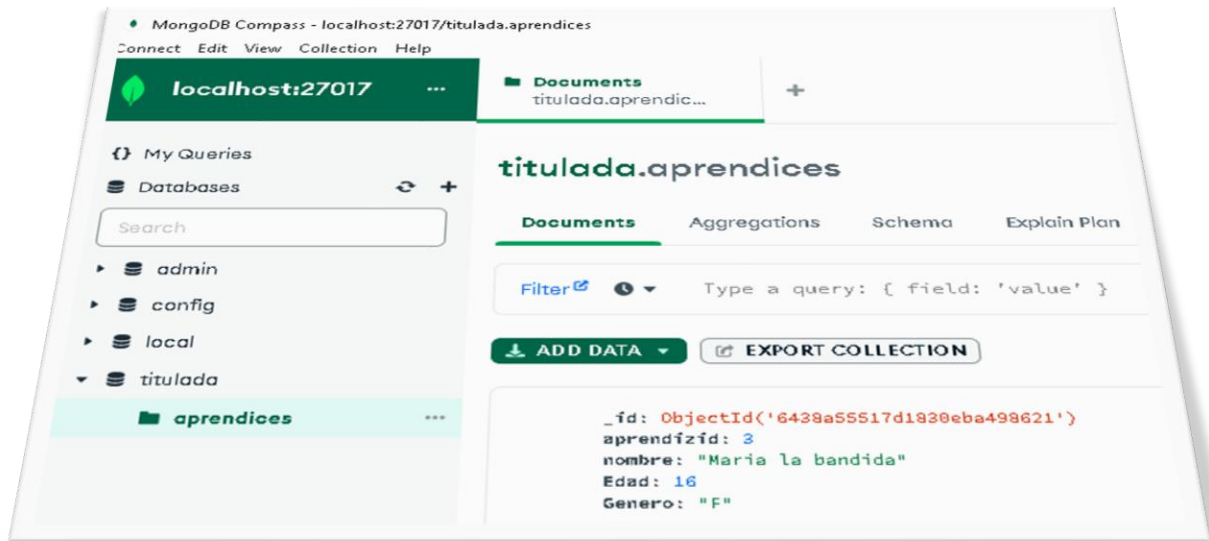 MongoDB Compass - localhost:27017/titulada.aprendices
Connect Edit View Collection Help
localhost:27017 ...
Documents
titulada.aprendic...
+
My Queries
Databases
+
Search
admin
config
local
titulada
aprendices ...
titulada.aprendices
Documents Aggregations Schema Explain Plan
Filter Type a query: { field: 'value' }
ADD DATA EXPORT COLLECTION
_id: ObjectId('6438a55517d1830eba498621')
aprendizid: 3
nombre: "Maria la bandida"
Edad: 16
Genero: "F"